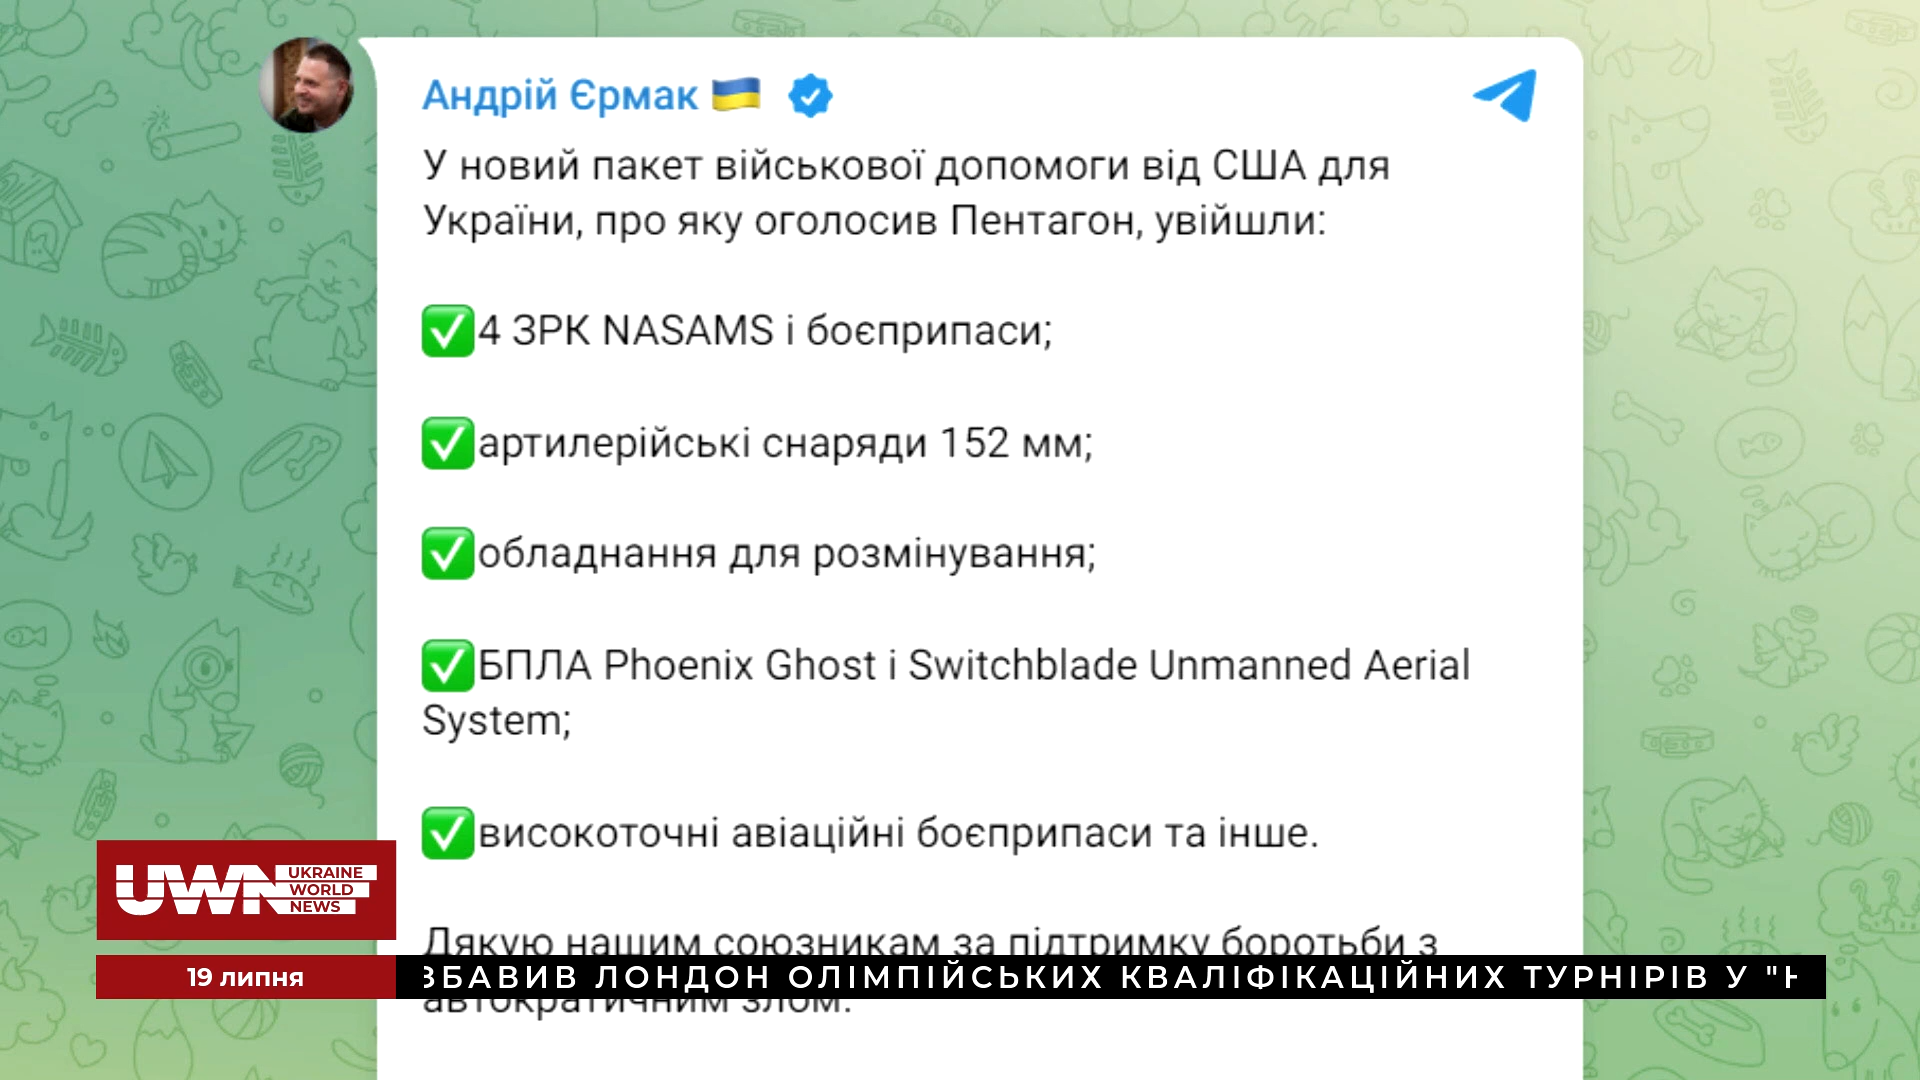 Андрій Єрмак
У новий пакет військової допомоги від США для
України, про яку оголосив Пентагон, увійшли:
✅4 ЗРК NASAMS і боєприпаси;
✅артилерійські снаряди 152 мм;
✅обладнання для розмінування;
✅БПЛА Phoenix Ghost і Switchblade Unmanned Aerial
System;
✅високоточні авіаційні боєприпаси та інше.
Дякую нашим союзникам за підтримку боротьби з
автократичним злом.
UWN
UKRAINE
WORLD
NEWS
19 липня
ЗБАВИВ ЛОНДОН ОЛІМПІЙСЬКИХ КВАЛІФІКАЦІЙНИХ ТУРНІРІВ У "